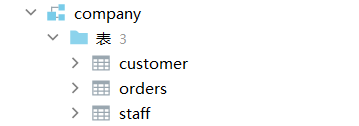 company
表 3
customer
orders
staff